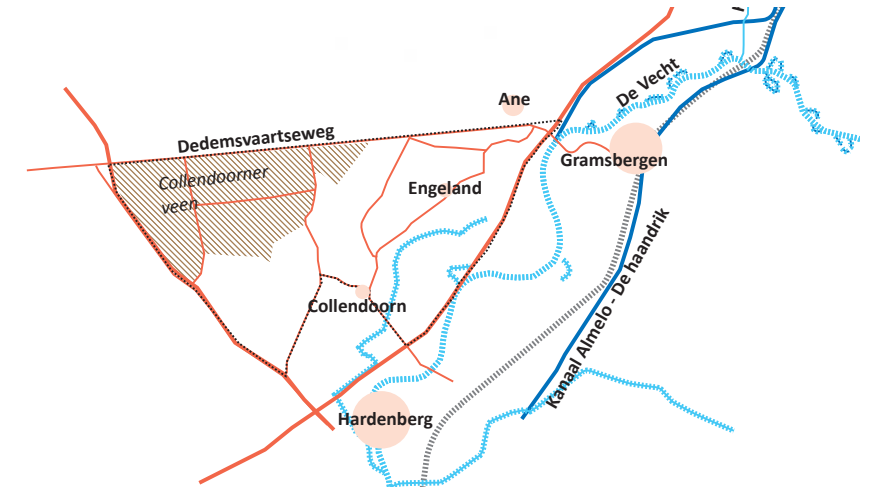 Ane
De Vecht
Dedemsvaartseweg
Gramsbergen
Collendoorner
veen
Engeland
Kanaal Almelo - De haandrik
Collendoorn
Hardenberg